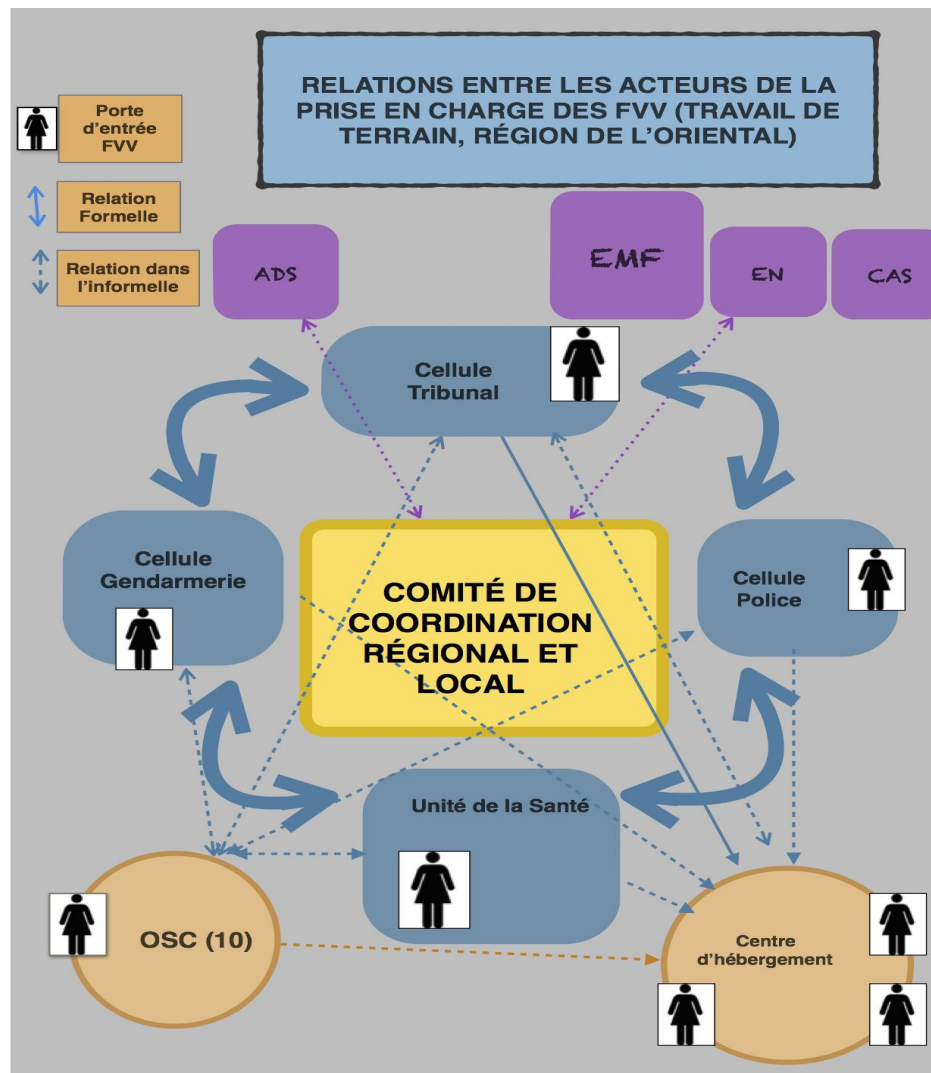 RELATIONS ENTRE LES ACTEURS DE LA
PRISE EN CHARGE DES FVV (TRAVAIL DE
TERRAIN, RÉGION DE L'ORIENTAL)
Porte
d'entrée
FVV
Relation
Formelle
Relation dans
l'informelle
ADS
EMF
EN
CAS
Cellule
Tribunal
Cellule
Gendarmerie
COMITÉ DE
COORDINATION
RÉGIONAL ET
LOCAL
Cellule
Police
Unité de la Santé
OSC (10)
Centre
d'hébergement